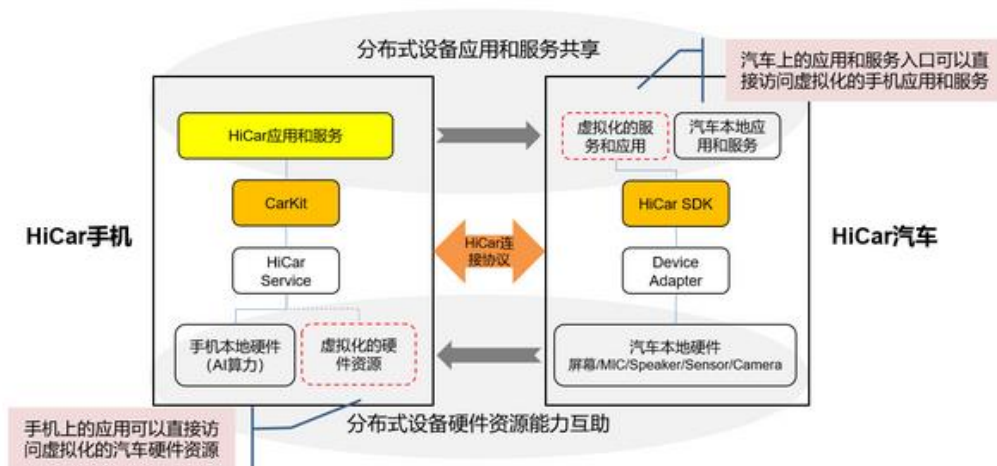 分布式设备应用和服务共享
汽车上的应用和服务入口可以直
接访问虚拟化的手机应用和服务
HiCar应用和服务
虚拟化的服
务和应用
汽车本地应
用和服务
CarKit
HiCar SDK
HiCar手机
HiCar连
接协议
HiCar汽车
HiCar
Service
Device
Adapter
手机本地硬件
(AI算力)
虚拟化的硬
件资源
汽车本地硬件
屏幕/MIC/Speaker/Sensor/Camera
手机上的应用可以直接访
问虚拟化的汽车硬件资源
分布式设备硬件资源能力互助